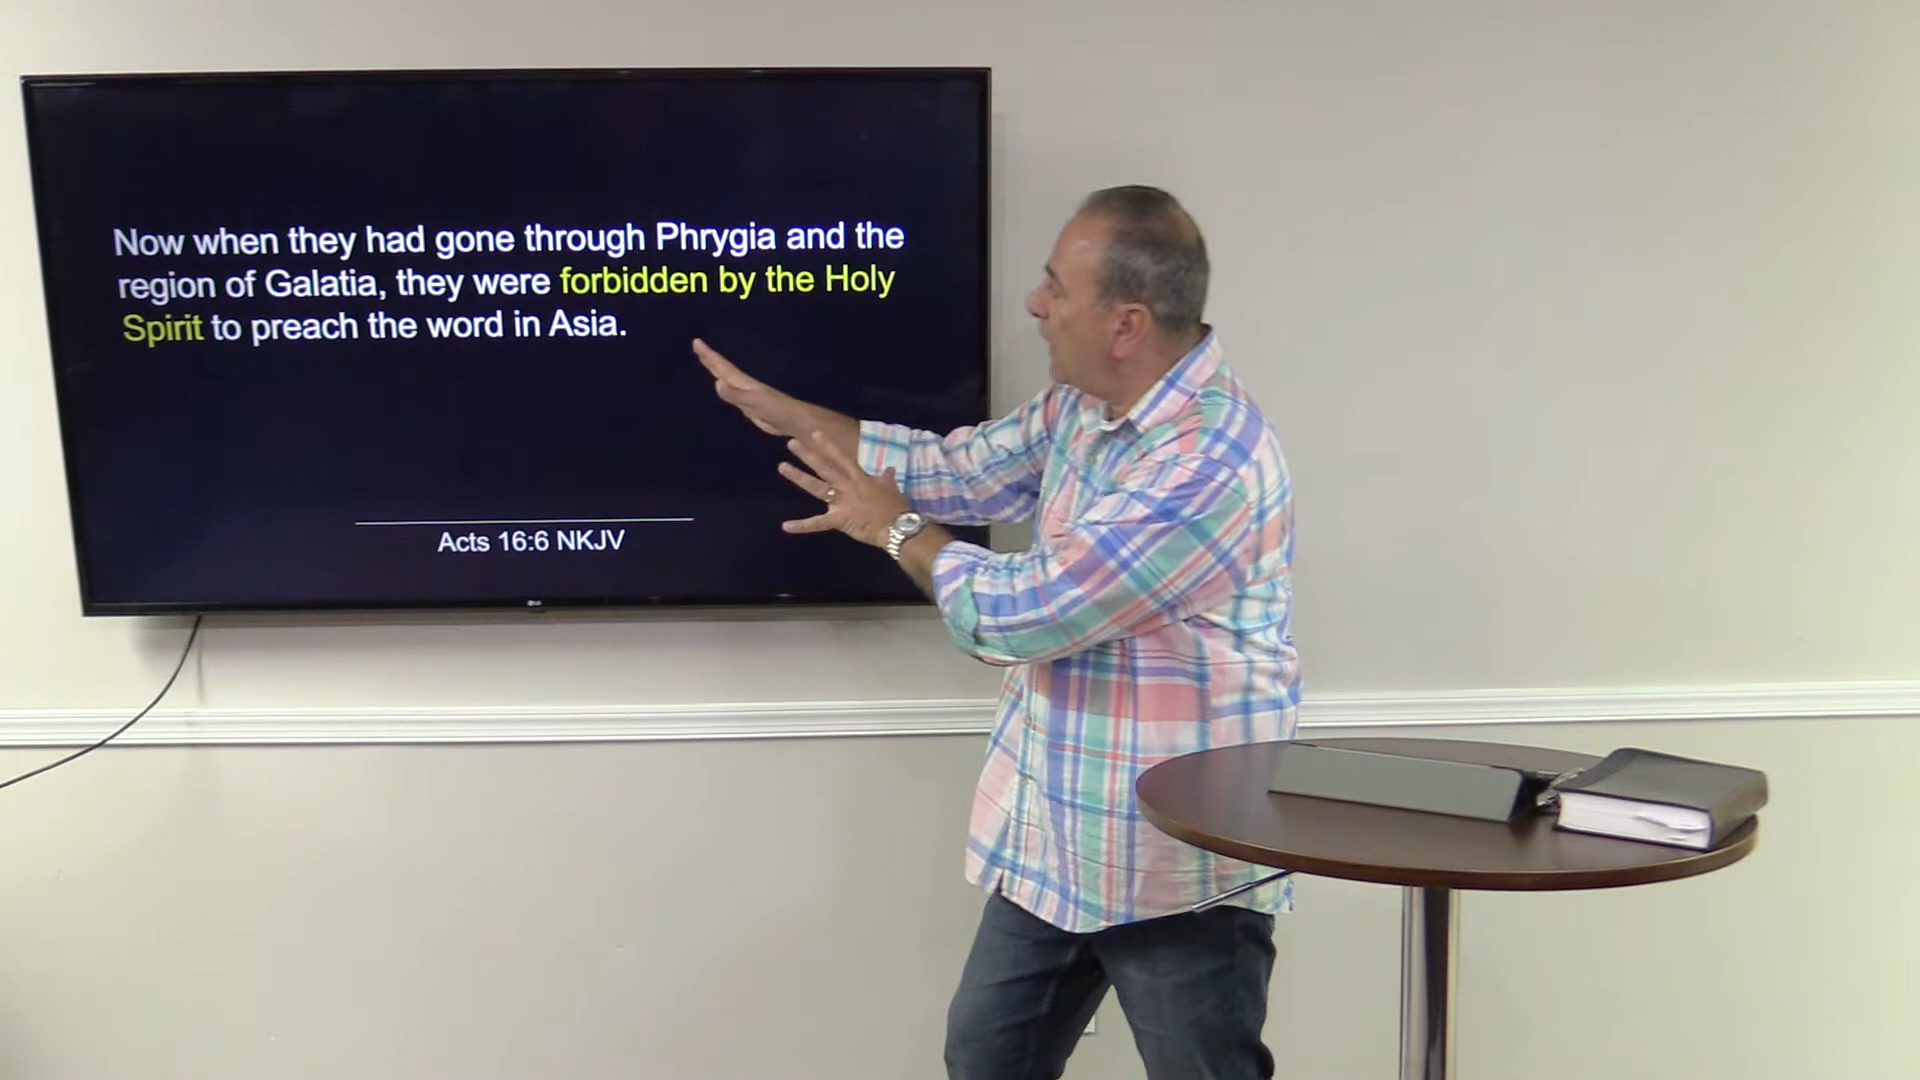 Now when they had gone through Phrygia and the
region of Galatia, they were forbidden by the Holy
Spirit to preach the word in Asia.
Acts 16:6 NKJV